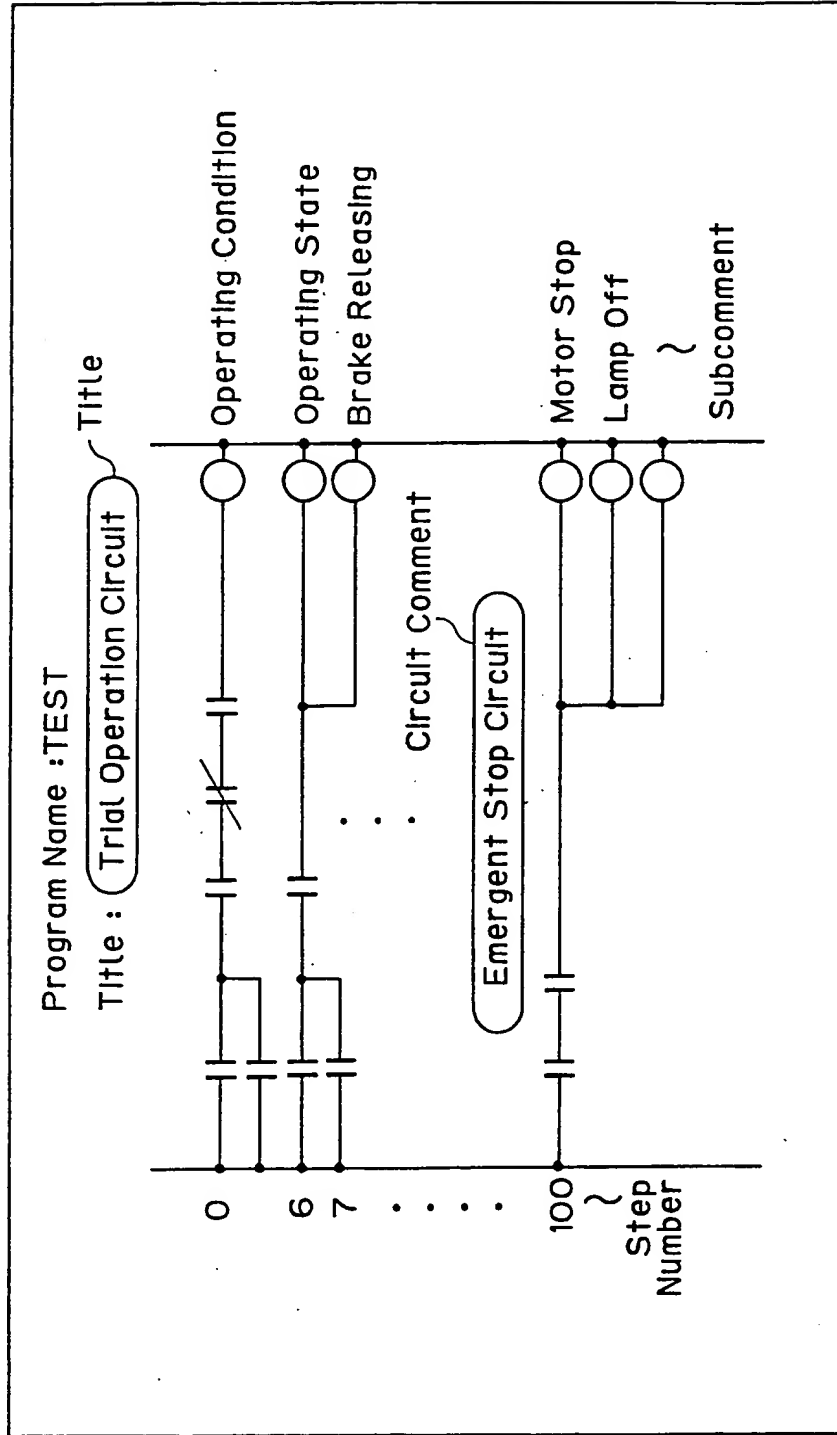 Program Name :TEST
Title : Trial Operation Circuit
Title
0
Operating Condition
6
Operating State
7
Brake Releasing
Circuit Comment
Emergent Stop Circuit
100
Motor Stop
Lamp Off
Step
Number
Subcomment